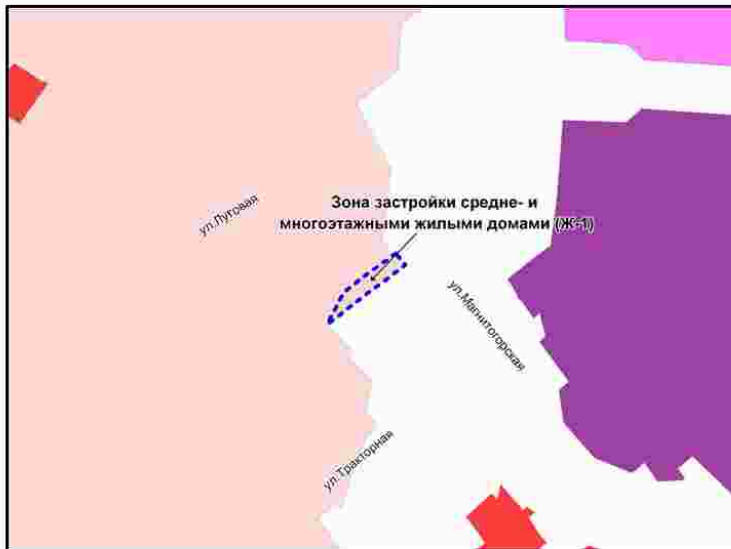 Зона застройки средне- и
многоэтажными жилыми домами (Ж-1)
ул.Луговая
ул.Магнитогорская
ул.Тракторная